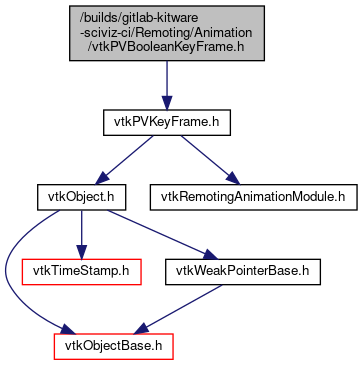 /builds/gitlab-kitware
-sciviz-ci/Remoting/Animation
/vtkPVBooleanKeyFrame.h
vtkPVKeyFrame.h
vtkObject.h
vtkRemotingAnimationModule.h
vtkTimeStamp.h
vtkWeakPointerBase.h
vtkObjectBase.h